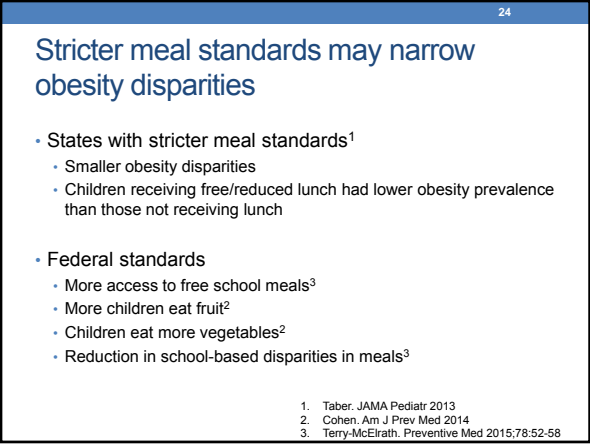 24
Stricter meal standards may narrow
obesity disparities
• States with stricter meal standards¹
• Smaller obesity disparities
• Children receiving free/reduced lunch had lower obesity prevalence
than those not receiving lunch
• Federal standards
• More access to free school meals³
• More children eat fruit²
• Children eat more vegetables²
• Reduction in school-based disparities in meals³
1. Taber. JAMA Pediatr 2013
2. Cohen. Am J Prev Med 2014
3. Terry-McElrath. Preventive Med 2015;78:52-58